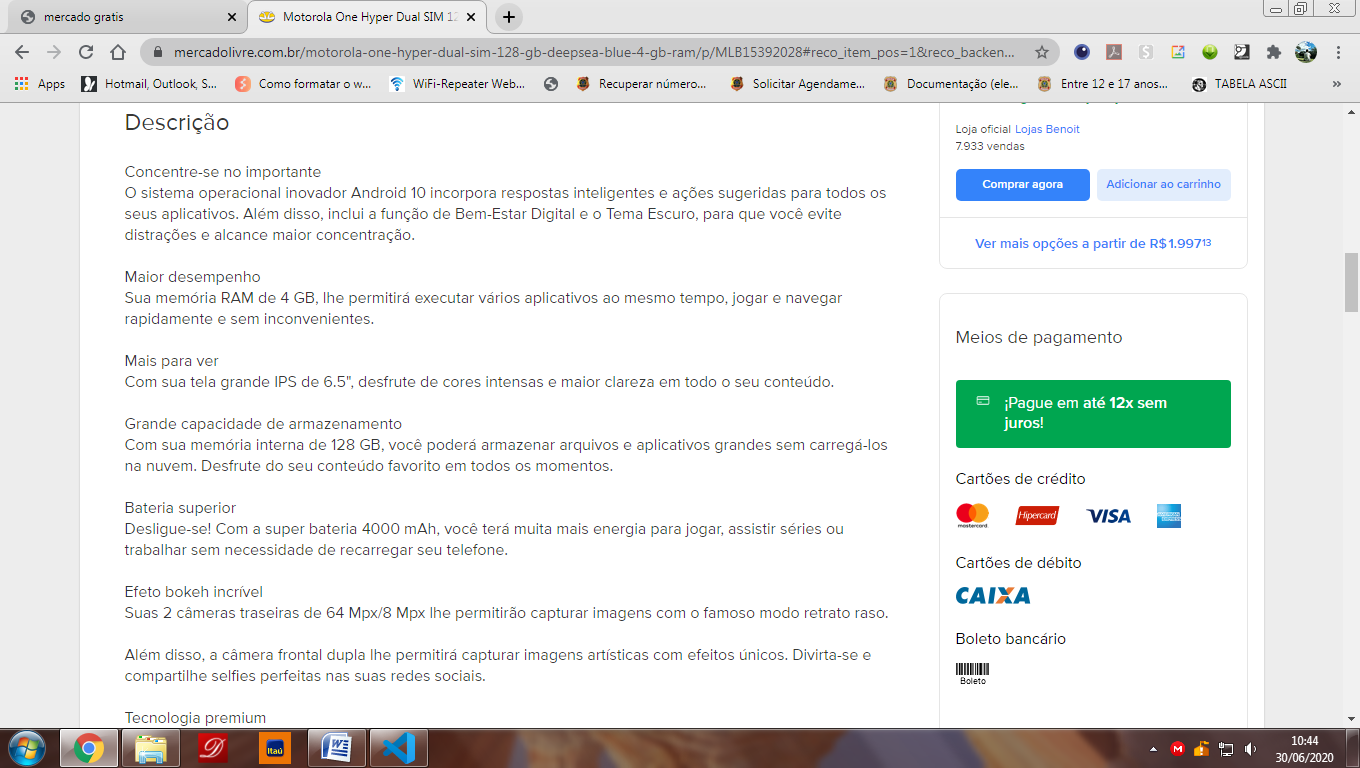 mercado gratis
Motorola One Hyper Dual SIM 12
mercadolivre.com.br/motorola-one-hyper-dual-sim-128-gb-deepsea-blue-4-gb-ram/p/MLB15392028#reco_item_pos=1&reco_backen...
Apps
Hotmail, Outlook, S...
Como formatar o w...
WiFi-Repeater Web...
Recuperar número...
Solicitar Agendame...
Documentação (ele...
Entre 12 e 17 anos...
TABELA ASCII
»
Descrição
Concentre-se no importante
O sistema operacional inovador Android 10 incorpora respostas inteligentes e ações sugeridas para todos os
seus aplicativos. Além disso, inclui a função de Bem-Estar Digital e o Tema Escuro, para que você evite
distrações e alcance maior concentração.
Maior desempenho
Sua memória RAM de 4 GB, lhe permitirá executar vários aplicativos ao mesmo tempo, jogar e navegar
rapidamente e sem inconvenientes.
Mais para ver
Com sua tela grande IPS de 6.5", desfrute de cores intensas e maior clareza em todo o seu conteúdo.
Grande capacidade de armazenamento
Com sua memória interna de 128 GB, você poderá armazenar arquivos e aplicativos grandes sem carregá-los
na nuvem. Desfrute do seu conteúdo favorito em todos os momentos.
Bateria superior
Desligue-se! Com a super bateria 4000 mAh, você terá muita mais energia para jogar, assistir séries ou
trabalhar sem necessidade de recarregar seu telefone.
Efeto bokeh incrível
Suas 2 câmeras traseiras de 64 Mpx/8 Mpx lhe permitirão capturar imagens com o famoso modo retrato raso.
Além disso, a câmera frontal dupla lhe permitirá capturar imagens artísticas com efeitos únicos. Divirta-se e
compartilhe selfies perfeitas nas suas redes sociais.
Tecnologia premium
Loja oficial Lojas Benoit
7.933 vendas
Comprar agora
Adicionar ao carrinho
Ver mais opções a partir de R$1.997¹³
Meios de pagamento
¡Pague em até 12x sem
juros!
Cartões de crédito
mastercard
Hipercard
VISA
AMERICAN EXPRESS
Cartões de débito
CAIXA
Boleto bancário
Boleto
Itaú
10:44
30/06/2020